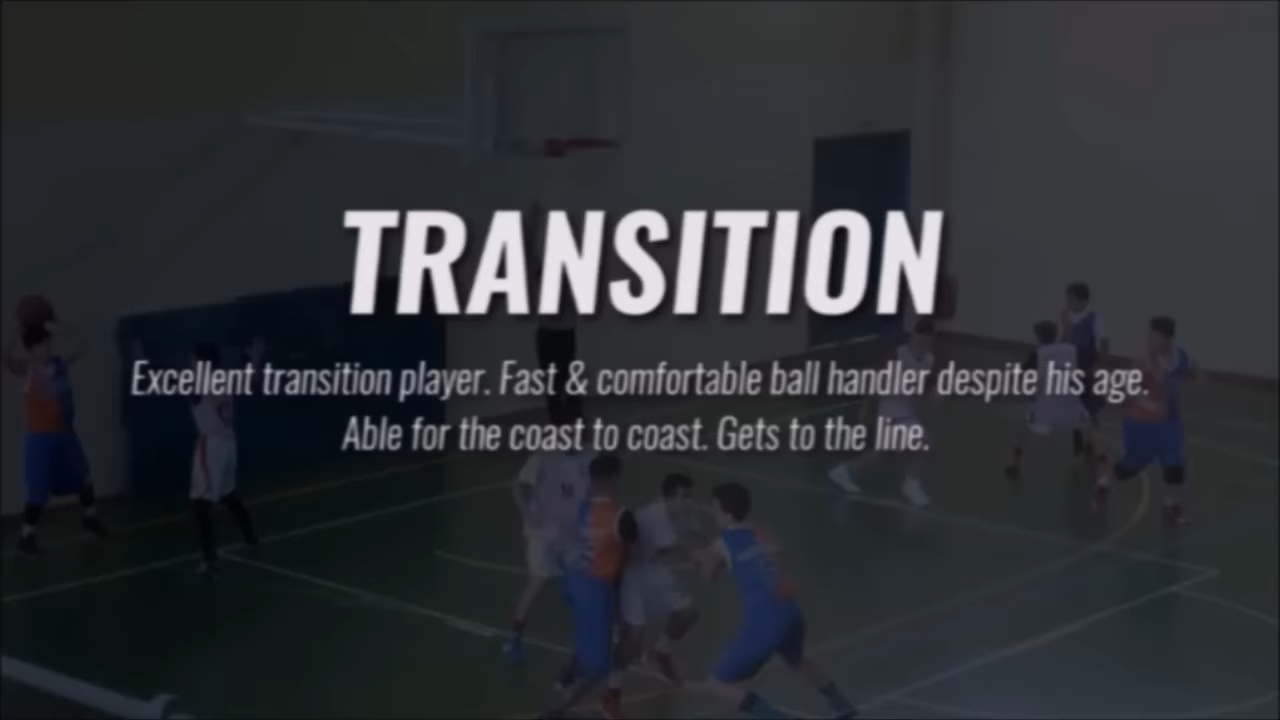 TRANSITION
Excellent transition player. Fast & comfortable ball handler despite his age.
Able for the coast to coast. Gets to the line.